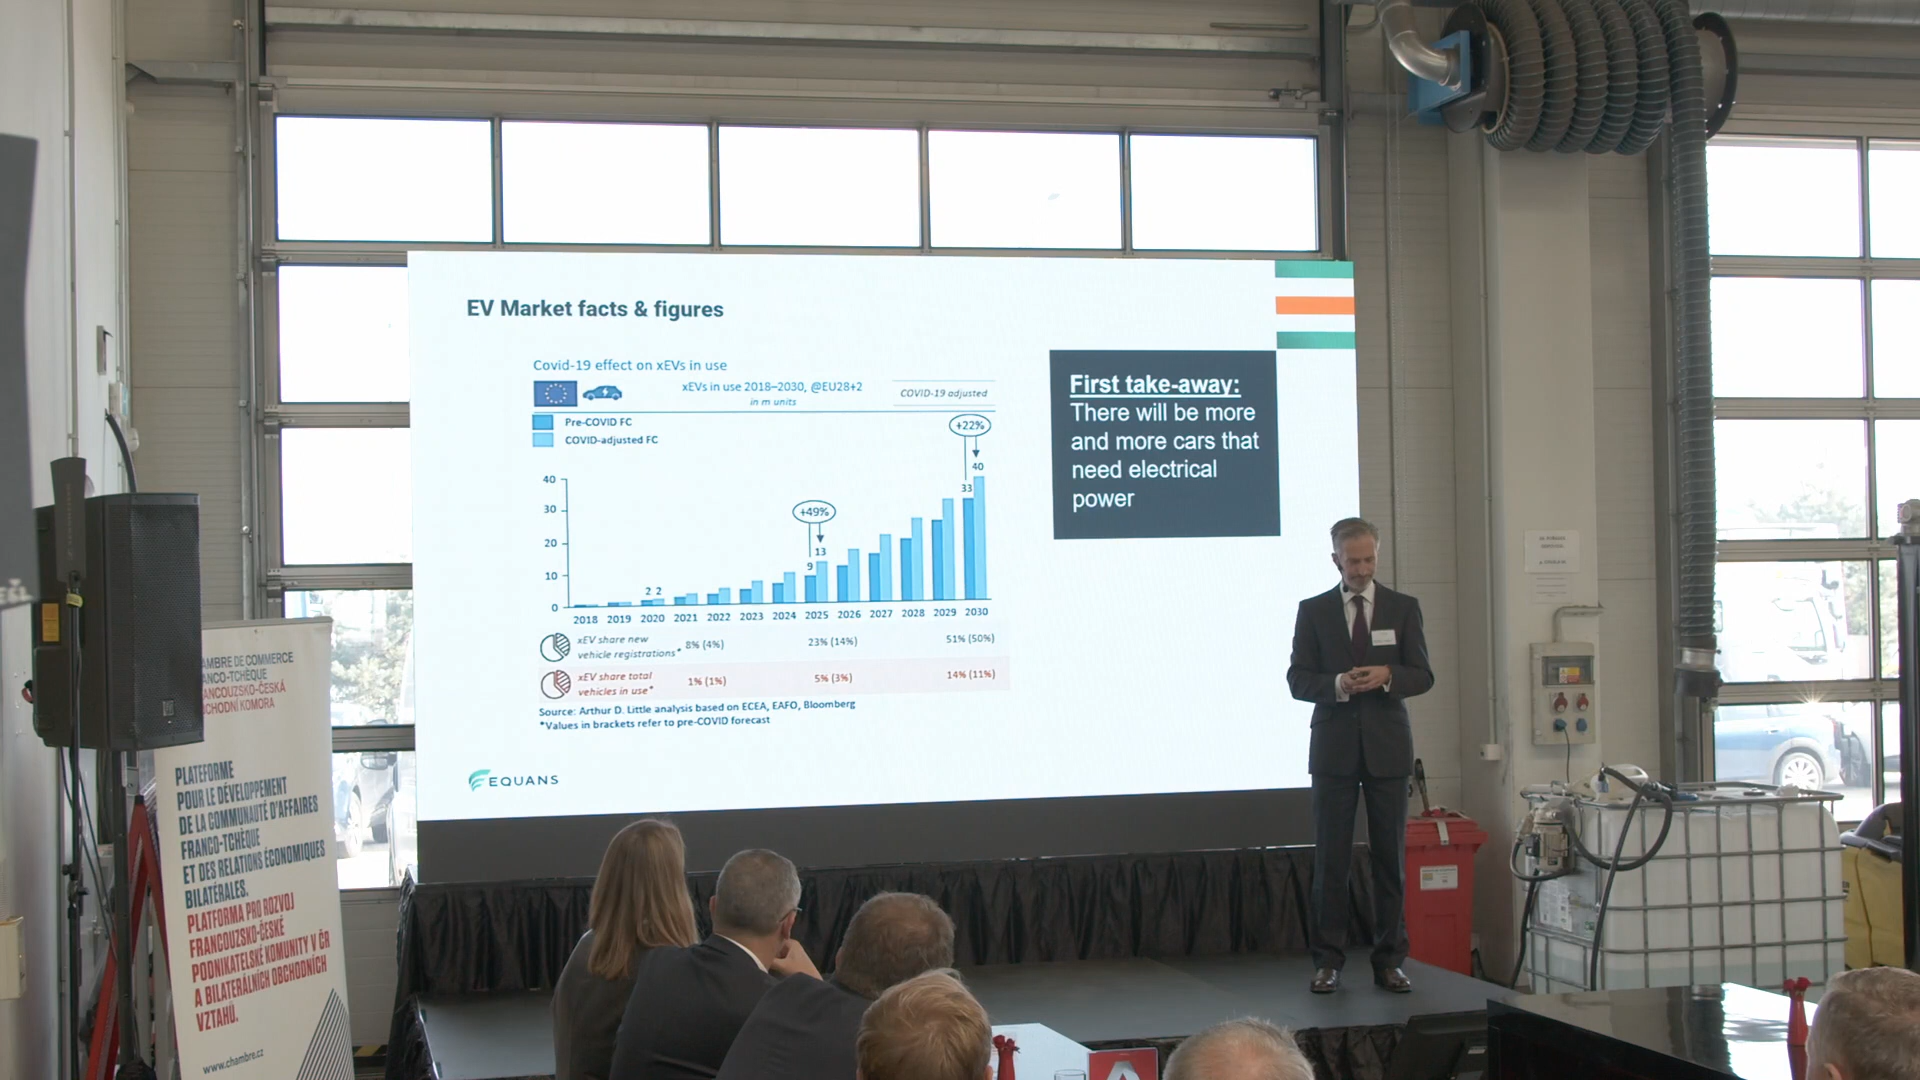 EV Market facts & figures
Covid-19 effect on xEVs in use
xEVs in use 2018–2030, @EU28+2
in m units
COVID-19 adjusted
Pre-COVID FC
COVID-adjusted FC
+22%
40
33
+49%
13
9
2 2
40
30
20
10
0
2018 2019 2020 2021 2022 2023 2024 2025 2026 2027 2028 2029 2030
xEV share new
vehicle registrations* 8% (4%) 23% (14%) 51% (50%)
xEV share total
vehicles in use* 1% (1%) 5% (3%) 14% (11%)
Source: Arthur D. Little analysis based on ECEA, EAFO, Bloomberg
*Values in brackets refer to pre-COVID forecast
EQUANS
First take-away:
There will be more
and more cars that
need electrical
power
AMBRE DE COMMERCE
ANCO-TCHÈQUE
ANCOUZSKO-ČESKÁ
CHODNÍ KOMORA
PLATEFORME
POUR LE DÉVELOPPEMENT
DE LA COMMUNAUTÉ D'AFFAIRES
FRANCO-TCHÈQUE
ET DES RELATIONS ÉCONOMIQUES
BILATÉRALES.
PLATFORMA PRO ROZVOJ
FRANCOUZSKO-ČESKÉ
PODNIKATELSKÉ KOMUNITY V ČR
A BILATERÁLNÍCH OBCHODNÍCH
VZTAHŮ.
www.chambre.cz